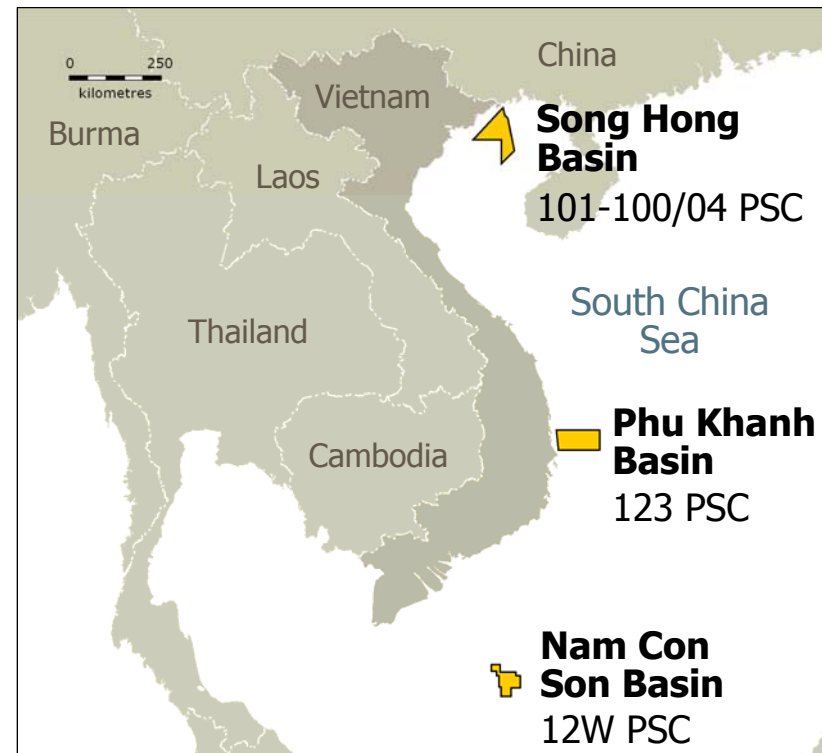 0 250
kilometres
China
Vietnam
Burma
Song Hong
Basin
101-100/04 PSC
Laos
South China
Sea
Thailand
Phu Khanh
Basin
123 PSC
Cambodia
Nam Con
Son Basin
12W PSC